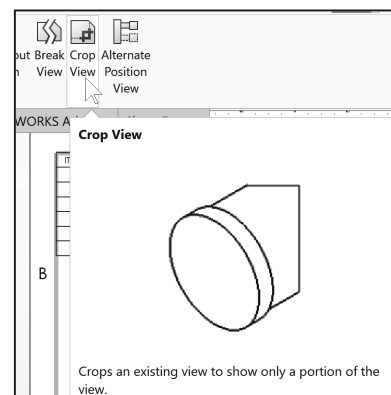 out Break Crop Alternate
View View Position
View
WORKS A
Crop View
IT
B
Crops an existing view to show only a portion of the
view.